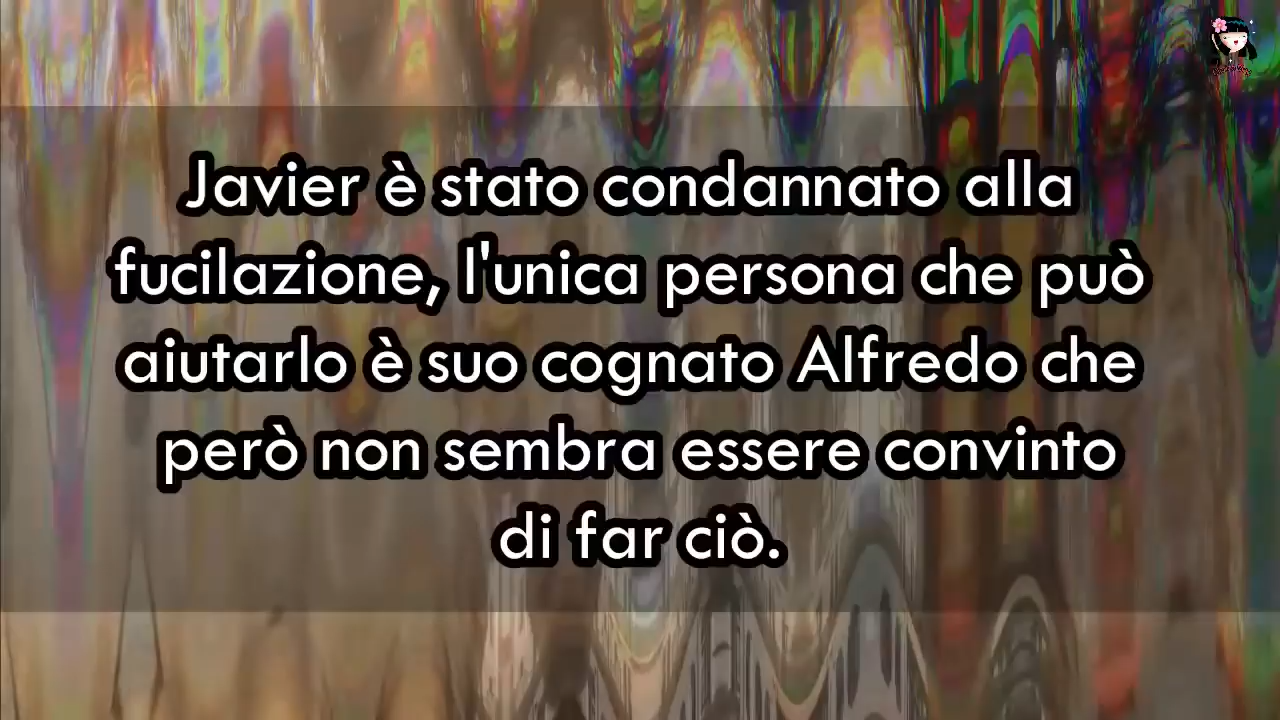 Javier è stato condannato alla
fucilazione, l'unica persona che può
aiutarlo è suo cognato Alfredo che
però non sembra essere convinto
di far ciò.